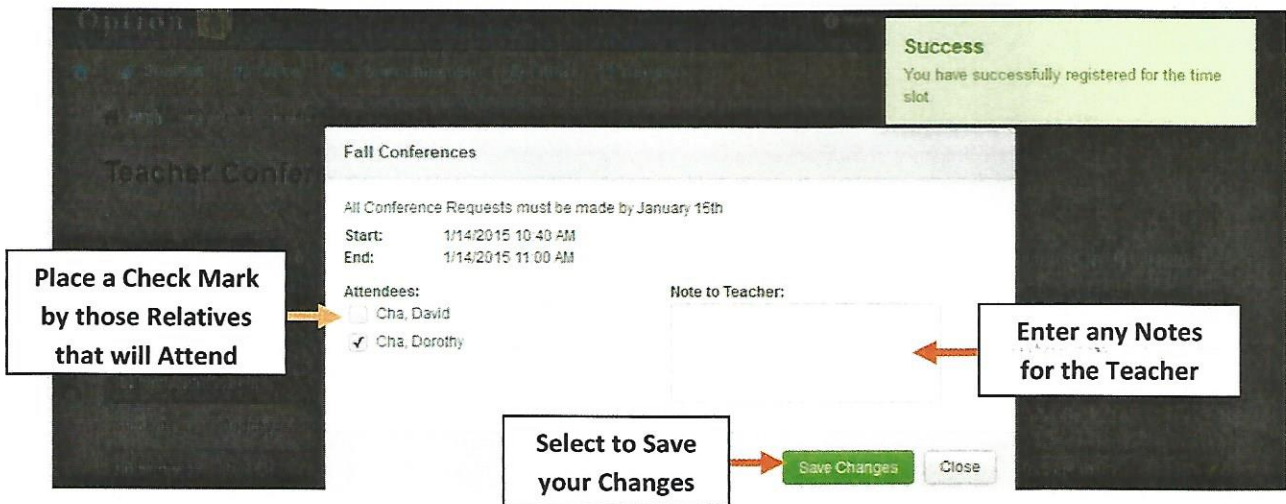 Option
Success
You have successfully registered for the time
slot
Teacher Confer
Fall Conferences
All Conference Requests must be made by January 15th
Start: 1/14/2015 10:40 AM
End: 1/14/2015 11:00 AM
Attendees:
Cha, David
Cha, Dorothy
Note to Teacher:
Place a Check Mark
by those Relatives
that will Attend
Enter any Notes
for the Teacher
Select to Save
your Changes
Save Changes
Close